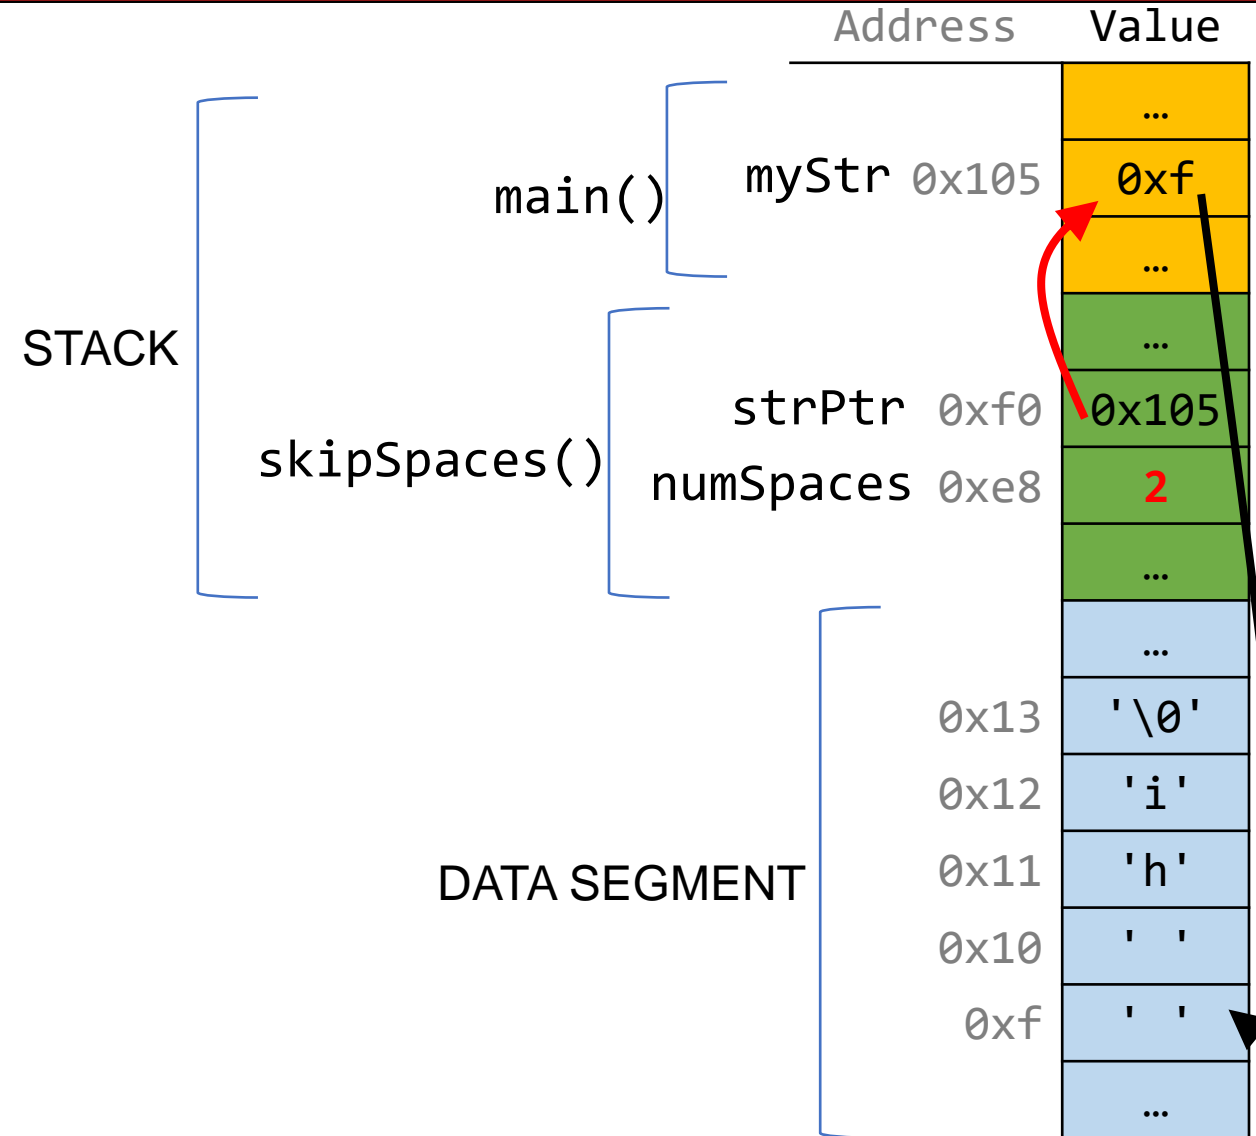 Address Value
…
main() myStr 0x105 0xf
…
STACK
…
strPtr 0xf0 0x105
skipSpaces() numSpaces 0xe8 2
…
…
0x13 '\0'
0x12 'i'
DATA SEGMENT 0x11 'h'
0x10 ' '
0xf ' '
…